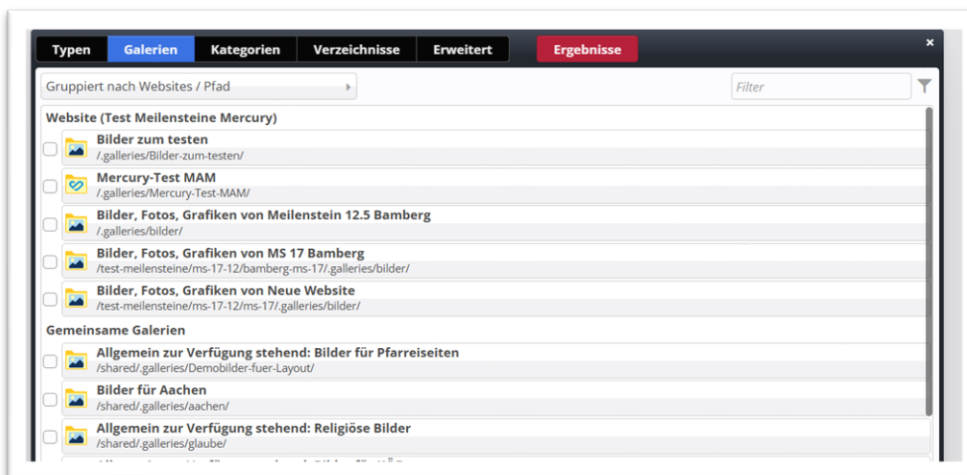 Typen Galerien Kategorien Verzeichnisse Erweitert Ergebnisse ×
Gruppiert nach Websites / Pfad Filter
Website (Test Meilensteine Mercury)
Bilder zum testen
/.galleries/Bilder-zum-testen/
Mercury-Test MAM
/.galleries/Mercury-Test-MAM/
Bilder, Fotos, Grafiken von Meilenstein 12.5 Bamberg
/.galleries/bilder/
Bilder, Fotos, Grafiken von MS 17 Bamberg
/test-meilensteine/ms-17-12/bamberg-ms-17/.galleries/bilder/
Bilder, Fotos, Grafiken von Neue Website
/test-meilensteine/ms-17-12/ms-17/.galleries/bilder/
Gemeinsame Galerien
Allgemein zur Verfügung stehend: Bilder für Pfarreiseiten
/shared/.galleries/Demobilder-fuer-Layout/
Bilder für Aachen
/shared/.galleries/aachen/
Allgemein zur Verfügung stehend: Religiöse Bilder
/shared/.galleries/glaube/